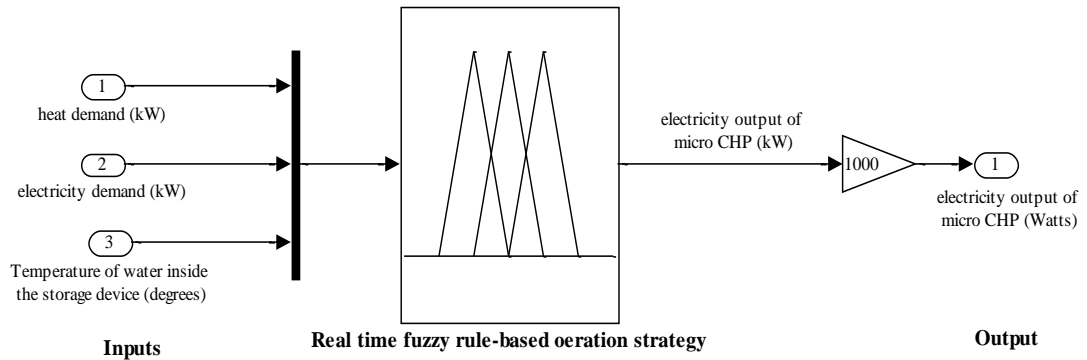 1
heat demand (kW)
2
electricity demand (kW)
3
Temperature of water inside
the storage device (degrees)
Inputs
Real time fuzzy rule-based oeration strategy
electricity output of
micro CHP (kW)
1000
1
electricity output of
micro CHP (Watts)
Output